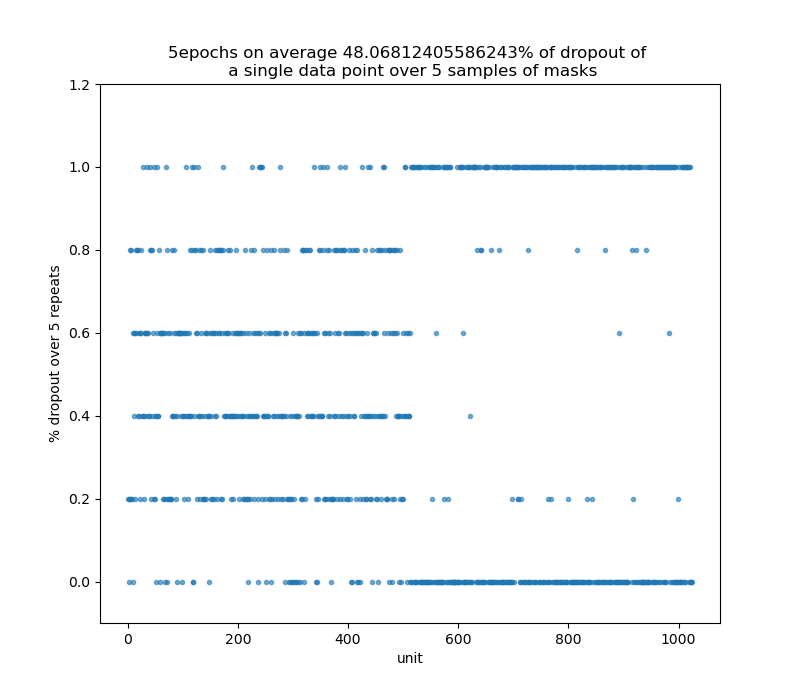 5epochs on average 48.06812405586243% of dropout of
a single data point over 5 samples of masks
1.2
1.0
0.8
0.6
0.4
0.2
0.0
% dropout over 5 repeats
0 200 400 600 800 1000
unit